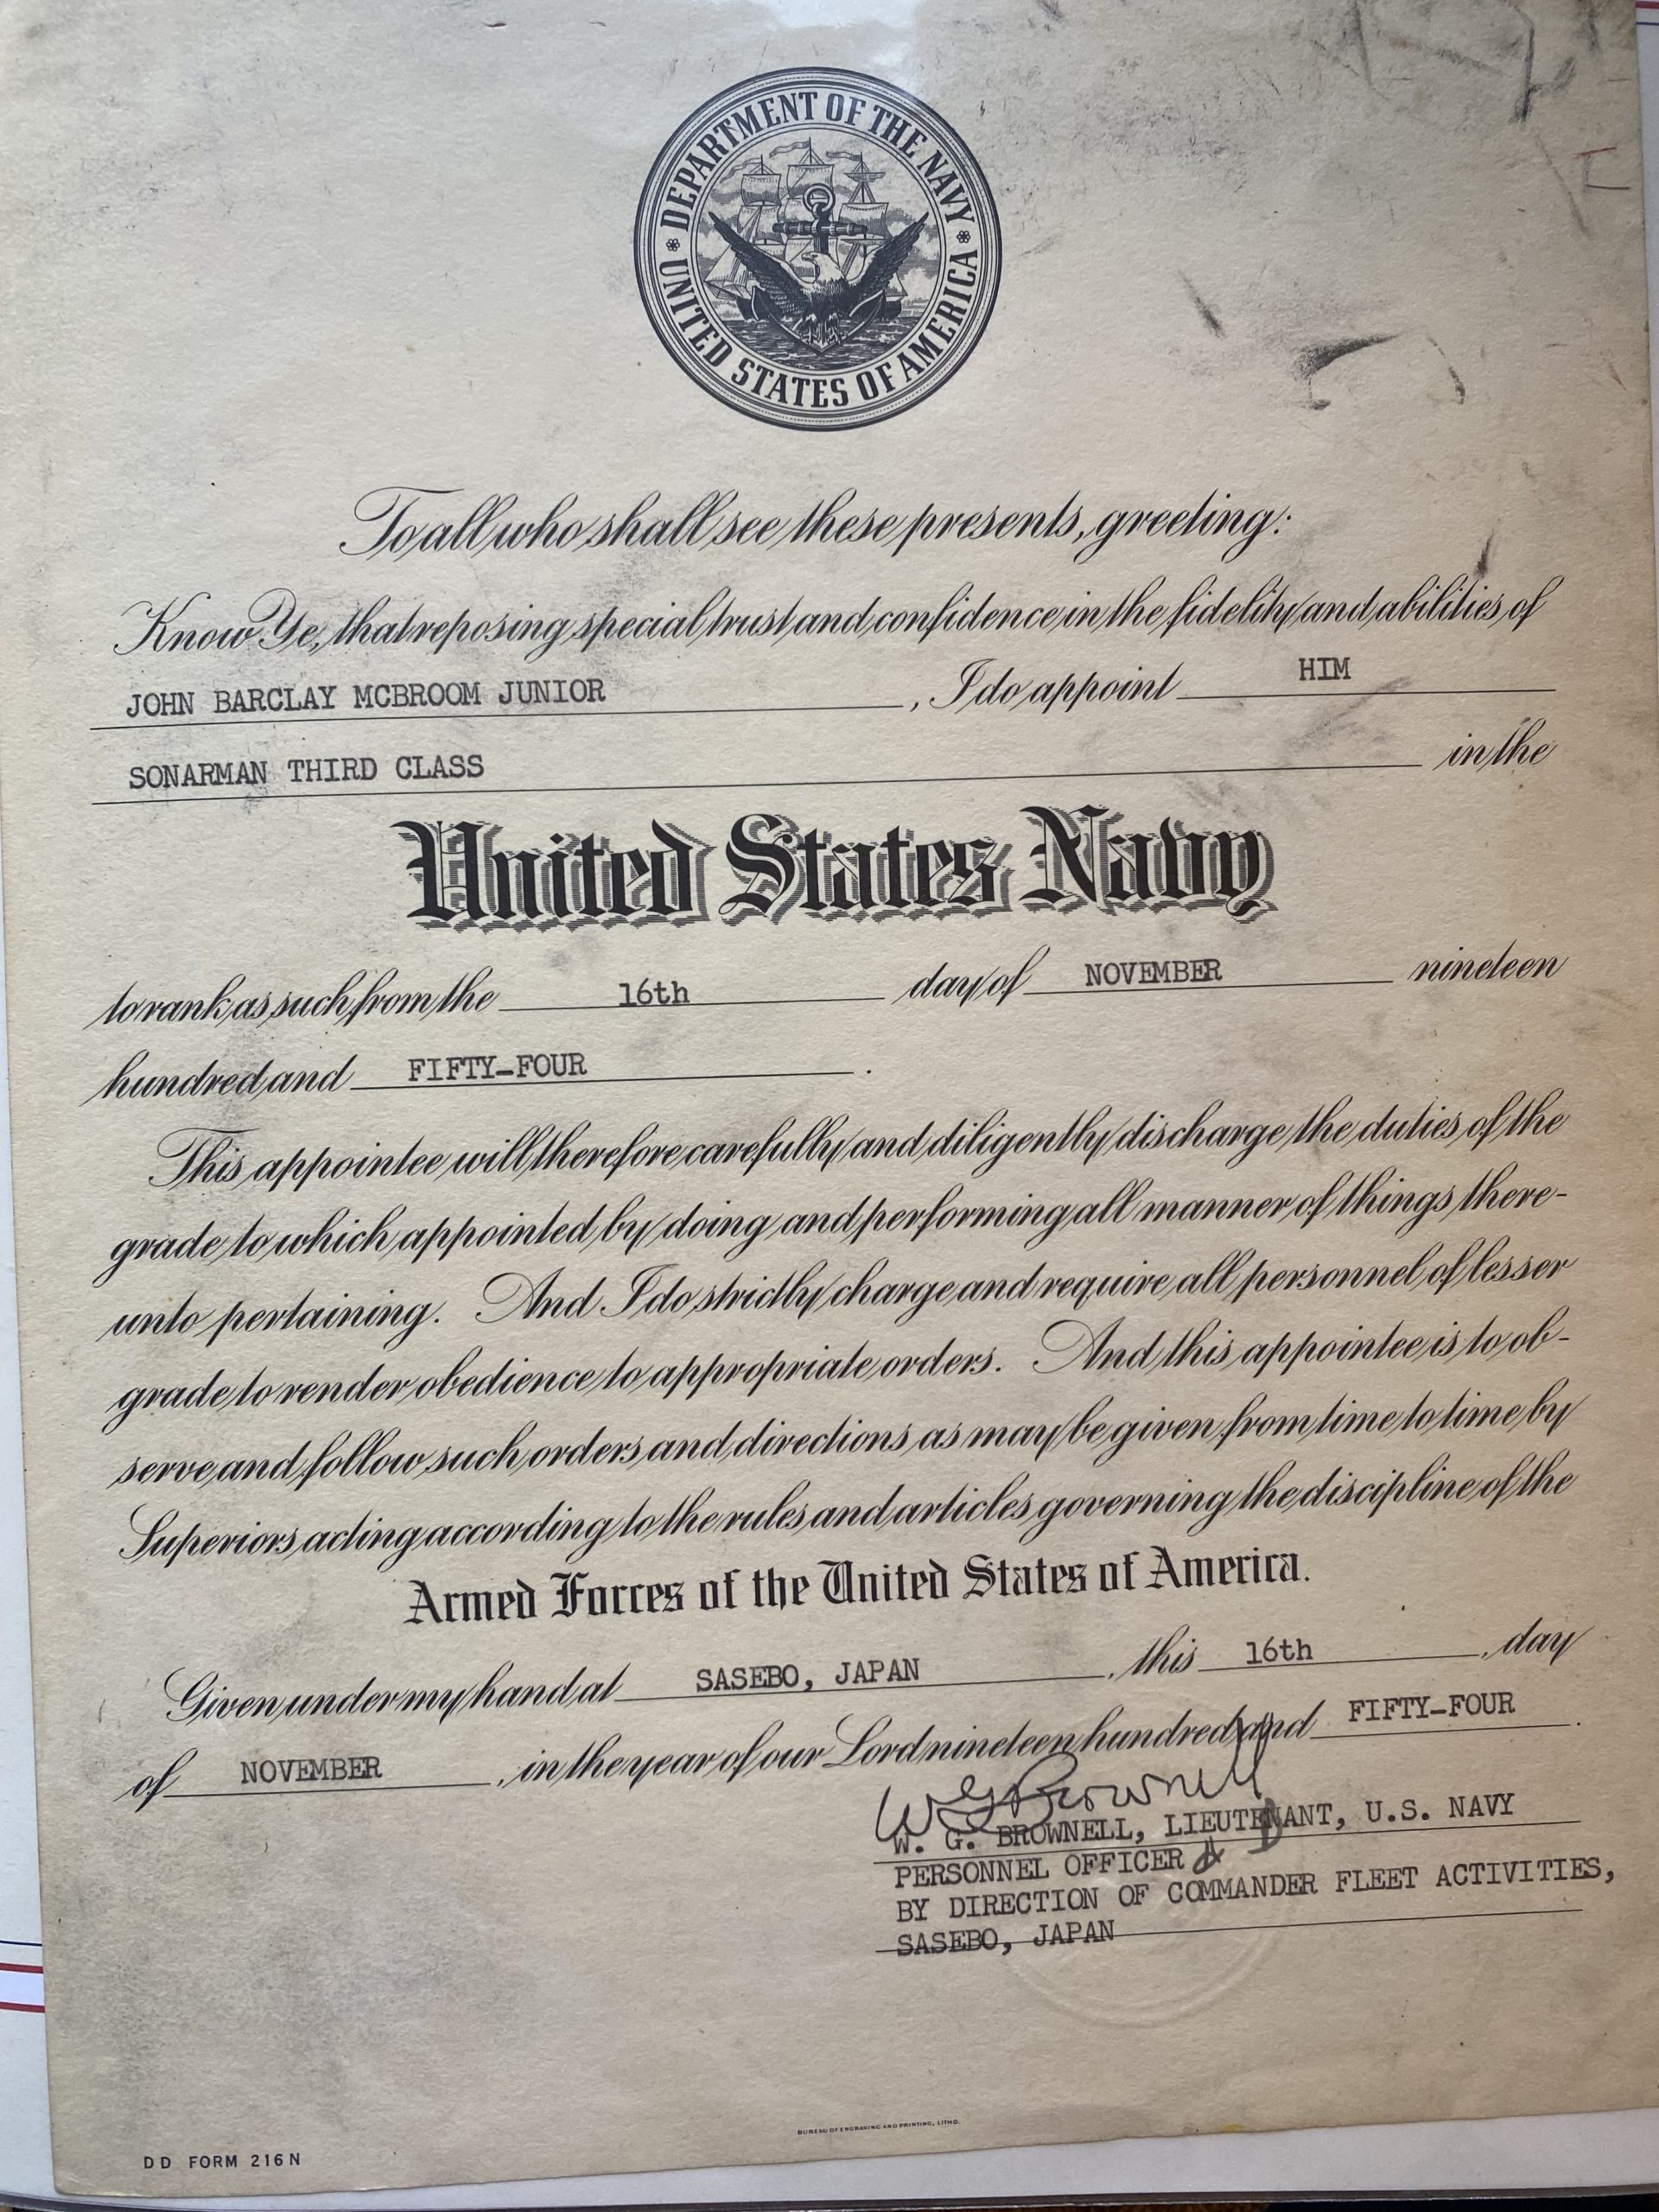 DEPARTMENT OF THE NAVY
UNITED STATES OF AMERICA
To all who shall see these presents, greeting:
Know Ye, that reposing special trust and confidence in the fidelity and abilities of
JOHN BARCLAY MCBROOM JUNIOR, I do appoint HIM
SONARMAN THIRD CLASS in the
United States Navy
to rank as such from the 16th day of NOVEMBER nineteen
hundred and FIFTY-FOUR.
This appointee will therefore carefully and diligently discharge the duties of the
grade to which appointed by doing and performing all manner of things there-
unto pertaining. And I do strictly charge and require all personnel of lesser
grade to render obedience to appropriate orders. And this appointee is to ob-
serve and follow such orders and directions as may be given from time to time by
Superiors acting according to the rules and articles governing the discipline of the
Armed Forces of the United States of America.
Given under my hand at SASEBO, JAPAN, this 16th, day
of NOVEMBER, in the year of our Lord nineteen hundred and FIFTY-FOUR.
W G Brownell
W. G. BROWNELL, LIEUTENANT, U.S. NAVY
PERSONNEL OFFICER
BY DIRECTION OF COMMANDER FLEET ACTIVITIES,
SASEBO, JAPAN
BUREAU OF ENGRAVING AND PRINTING, LITHO.
DD FORM 216N